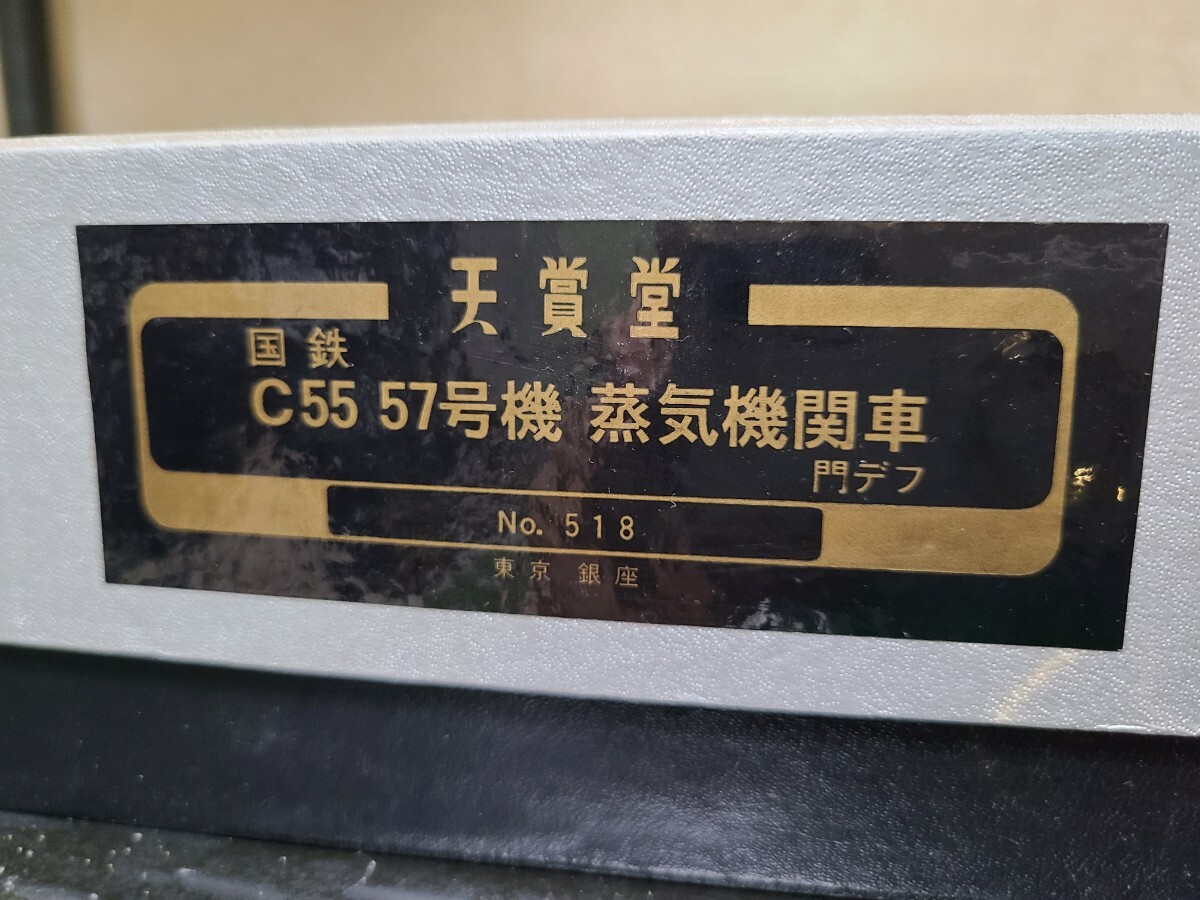 天賞堂
国鉄
C55 57号機 蒸気機関車
門デフ
No. 518
東京 銀座